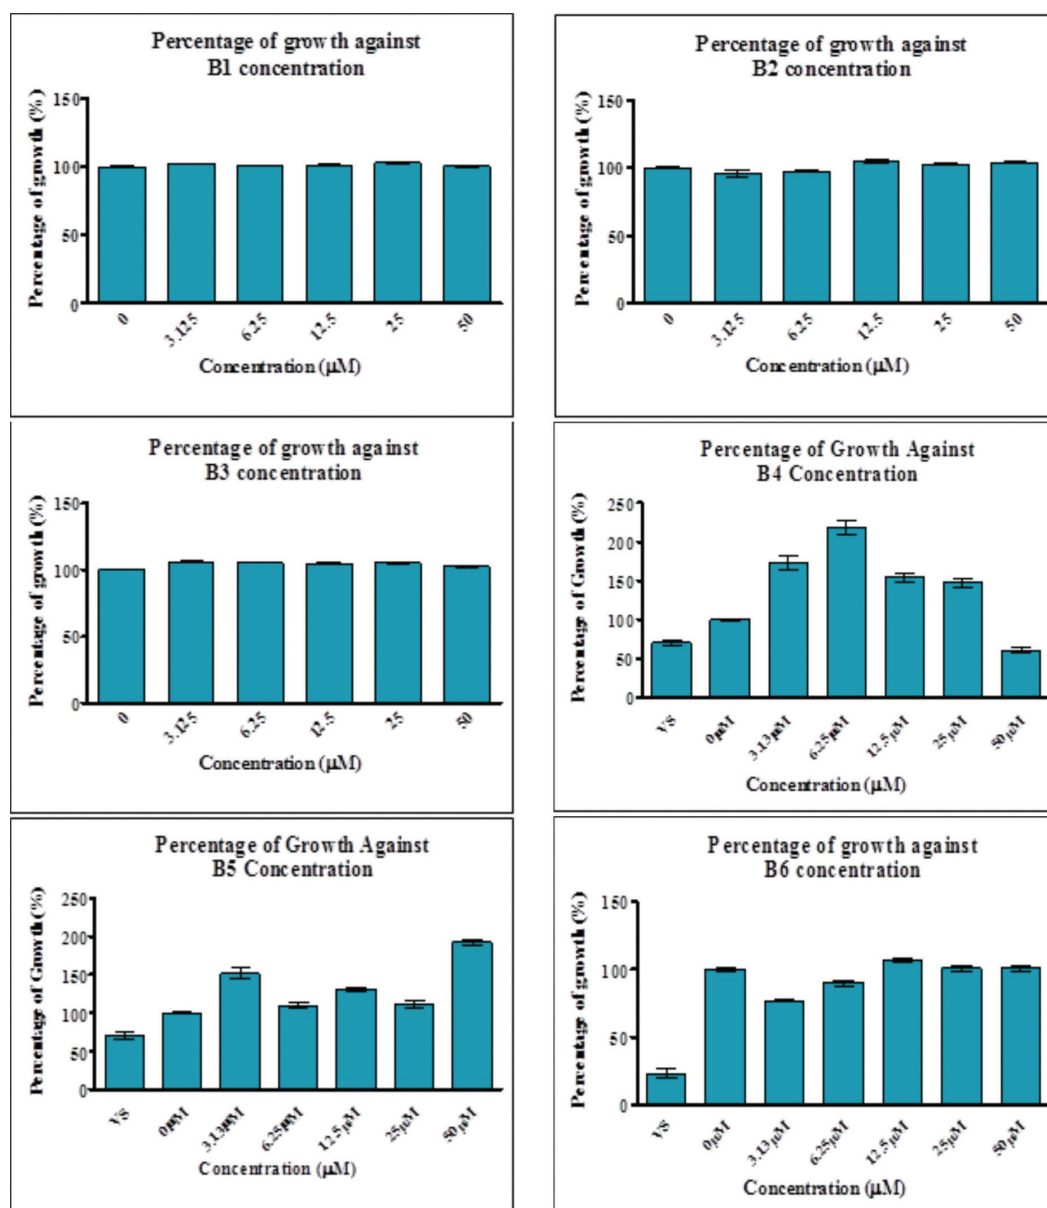 Percentage of growth against
B1 concentration
Percentage of growth (%)
150
100
50
0
0
3.125
6.25
12.5
25
50
Concentration (μM)
Percentage of growth against
B2 concentration
Percentage of growth (%)
150
100
50
0
0
3.125
6.25
12.5
25
50
Concentration (μM)
Percentage of growth against
B3 concentration
Percentage of growth (%)
150
100
50
0
0
3.125
6.25
12.5
25
50
Concentration (μM)
Percentage of Growth Against
B4 Concentration
Percentage of Growth (%)
250
200
150
100
50
0
VS
0μM
3.13μM
6.25μM
12.5μM
25μM
50μM
Concentration (μM)
Percentage of Growth Against
B5 Concentration
Percentage of Growth (%)
250
200
150
100
50
0
VS
0μM
3.13μM
6.25μM
12.5μM
25μM
50μM
Concentration (μM)
Percentage of growth against
B6 concentration
Percentage of growth (%)
150
100
50
0
VS
0μM
3.13μM
6.25μM
12.5μM
25μM
50μM
Concentration (μM)